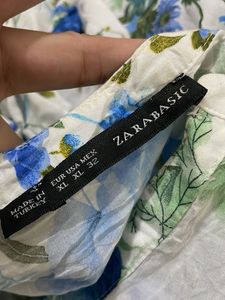 ZARABASIC
EUR USA MEX
XL XL 32
MADE IN
TURKEY